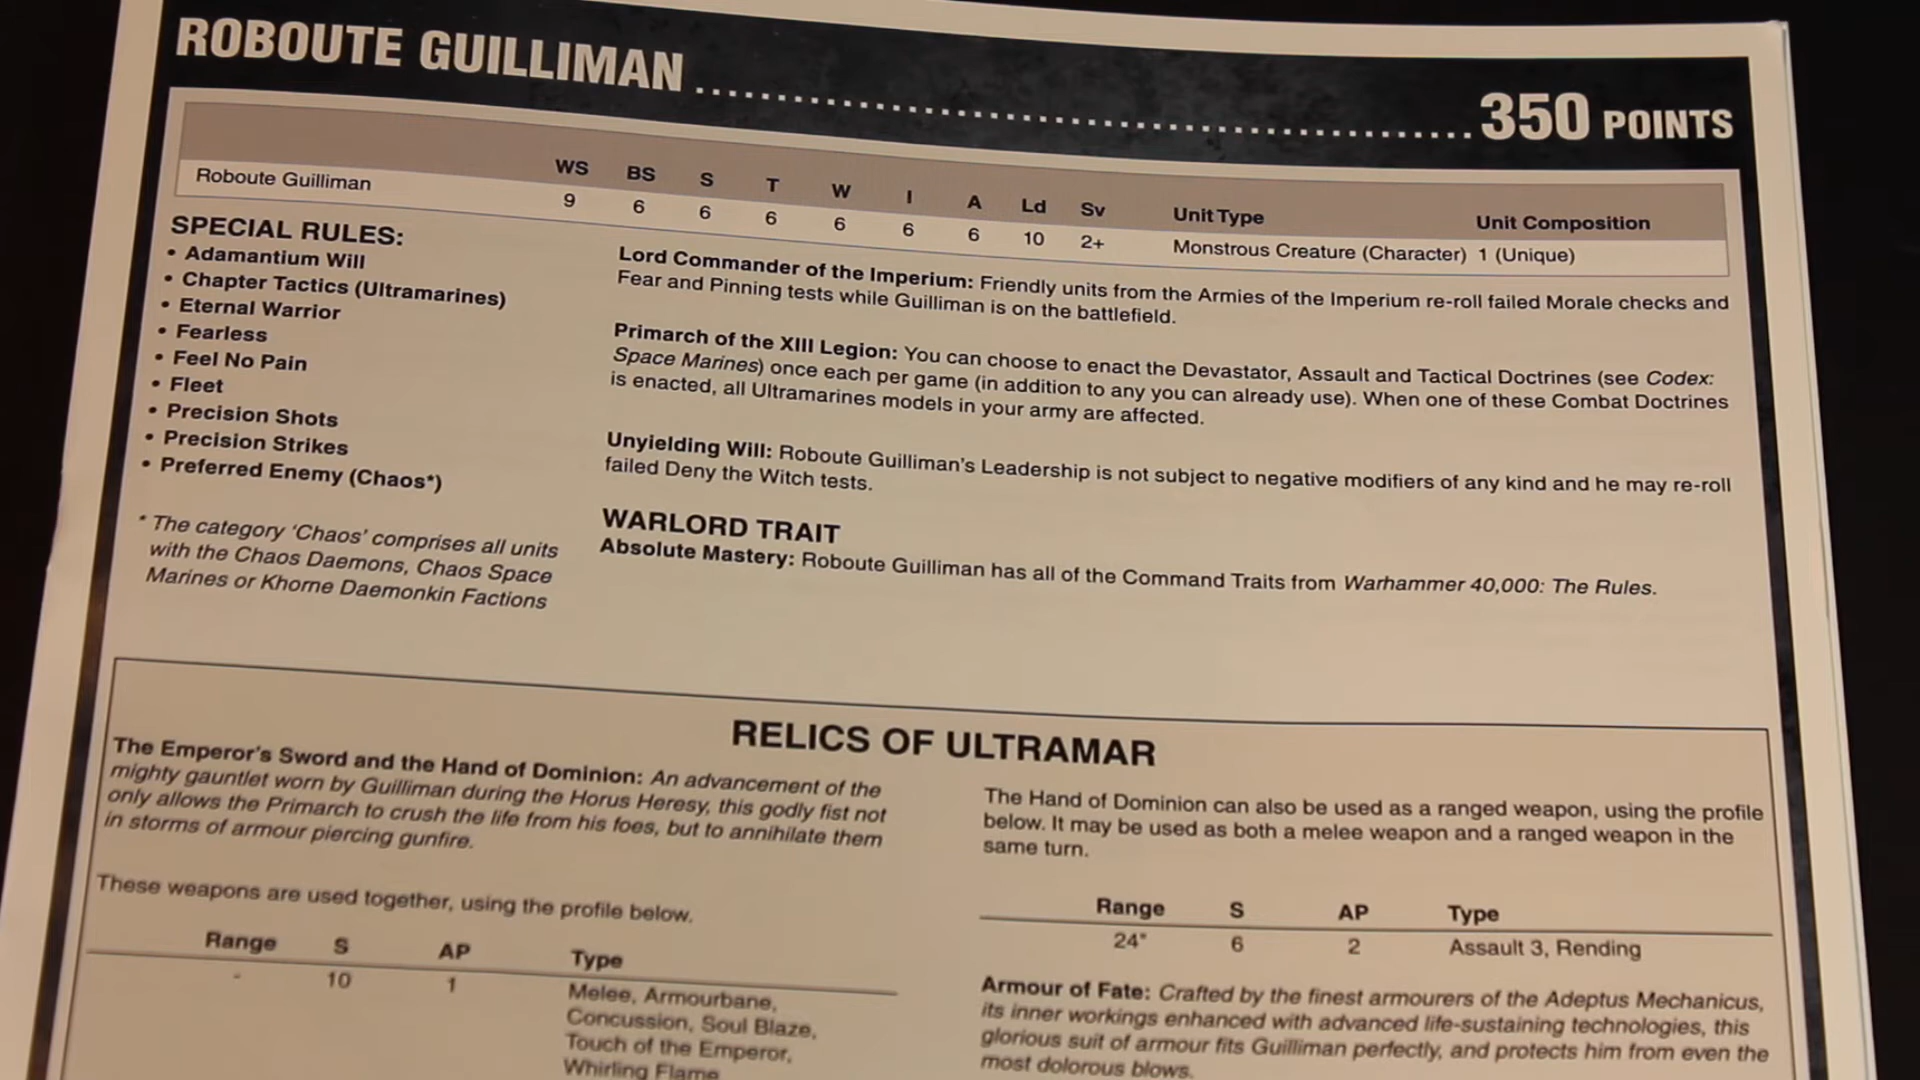 ROBOUTE GUILLIMAN ........................................................ 350 POINTS
WS BS S T W I A Ld Sv Unit Type Unit Composition
Roboute Guilliman 9 6 6 6 6 6 6 10 2+ Monstrous Creature (Character) 1 (Unique)
SPECIAL RULES:
• Adamantium Will
• Chapter Tactics (Ultramarines)
• Eternal Warrior
• Fearless
• Feel No Pain
• Fleet
• Precision Shots
• Precision Strikes
• Preferred Enemy (Chaos*)
* The category ‘Chaos’ comprises all units
with the Chaos Daemons, Chaos Space
Marines or Khorne Daemonkin Factions
Lord Commander of the Imperium: Friendly units from the Armies of the Imperium re-roll failed Morale checks and
Fear and Pinning tests while Guilliman is on the battlefield.
Primarch of the XIII Legion: You can choose to enact the Devastator, Assault and Tactical Doctrines (see Codex:
Space Marines) once each per game (in addition to any you can already use). When one of these Combat Doctrines
is enacted, all Ultramarines models in your army are affected.
Unyielding Will: Roboute Guilliman’s Leadership is not subject to negative modifiers of any kind and he may re-roll
failed Deny the Witch tests.
WARLORD TRAIT
Absolute Mastery: Roboute Guilliman has all of the Command Traits from Warhammer 40,000: The Rules.
RELICS OF ULTRAMAR
The Emperor’s Sword and the Hand of Dominion: An advancement of the
mighty gauntlet worn by Guilliman during the Horus Heresy, this godly fist not
only allows the Primarch to crush the life from his foes, but to annihilate them
in storms of armour piercing gunfire.
These weapons are used together, using the profile below.
Range S AP Type
- 10 1 Melee, Armourbane,
Concussion, Soul Blaze,
Touch of the Emperor,
Whirling Flame
The Hand of Dominion can also be used as a ranged weapon, using the profile
below. It may be used as both a melee weapon and a ranged weapon in the
same turn.
Range S AP Type
24" 6 2 Assault 3, Rending
Armour of Fate: Crafted by the finest armourers of the Adeptus Mechanicus,
its inner workings enhanced with advanced life-sustaining technologies, this
glorious suit of armour fits Guilliman perfectly, and protects him from even the
most dolorous blows.